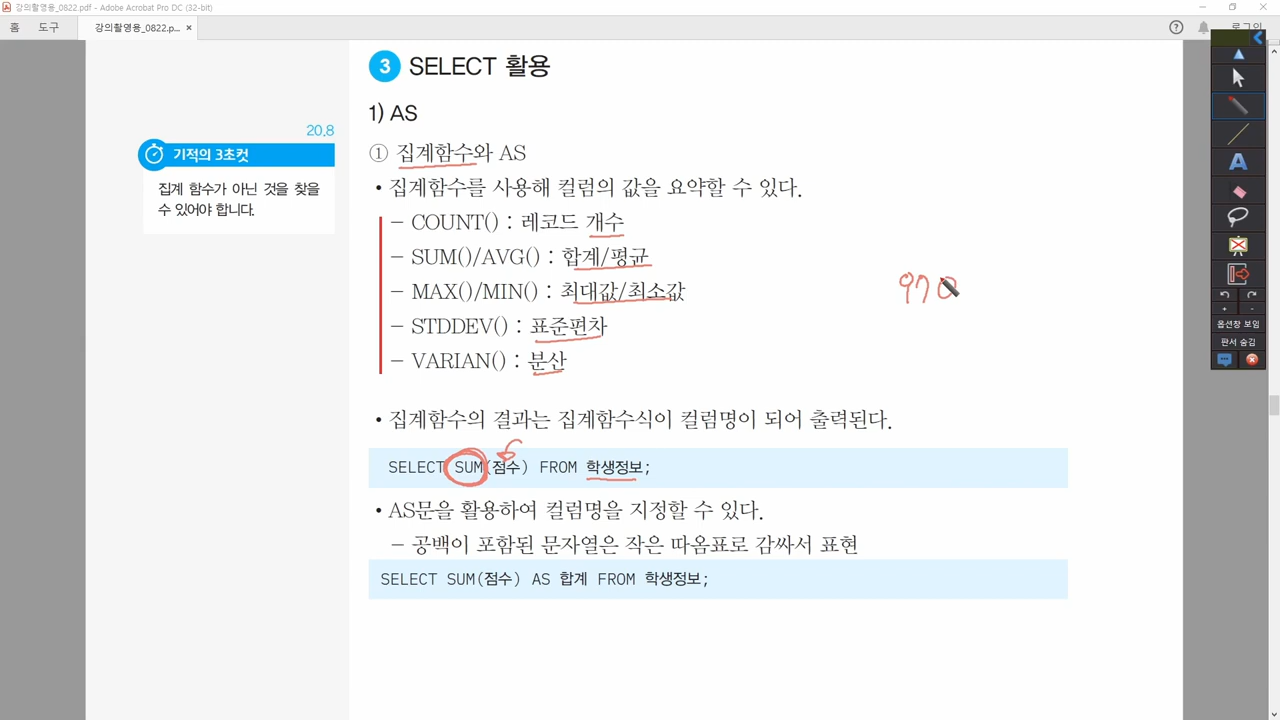 강의촬영용_0822.pdf - Adobe Acrobat Pro DC (32-bit)
홈 도구 강의촬영용_0822.p... × 로그인
3 SELECT 활용
1) AS
20.8
기적의 3초컷
집계 함수가 아닌 것을 찾을
수 있어야 합니다.
① 집계함수와 AS
• 집계함수를 사용해 컬럼의 값을 요약할 수 있다.
– COUNT() : 레코드 개수
– SUM()/AVG() : 합계/평균
– MAX()/MIN() : 최대값/최소값
– STDDEV() : 표준편차
– VARIAN() : 분산
970
• 집계함수의 결과는 집계함수식이 컬럼명이 되어 출력된다.
SELECT SUM(점수) FROM 학생정보;
• AS문을 활용하여 컬럼명을 지정할 수 있다.
– 공백이 포함된 문자열은 작은 따옴표로 감싸서 표현
SELECT SUM(점수) AS 합계 FROM 학생정보;
옵션창 보임
판서 숨김